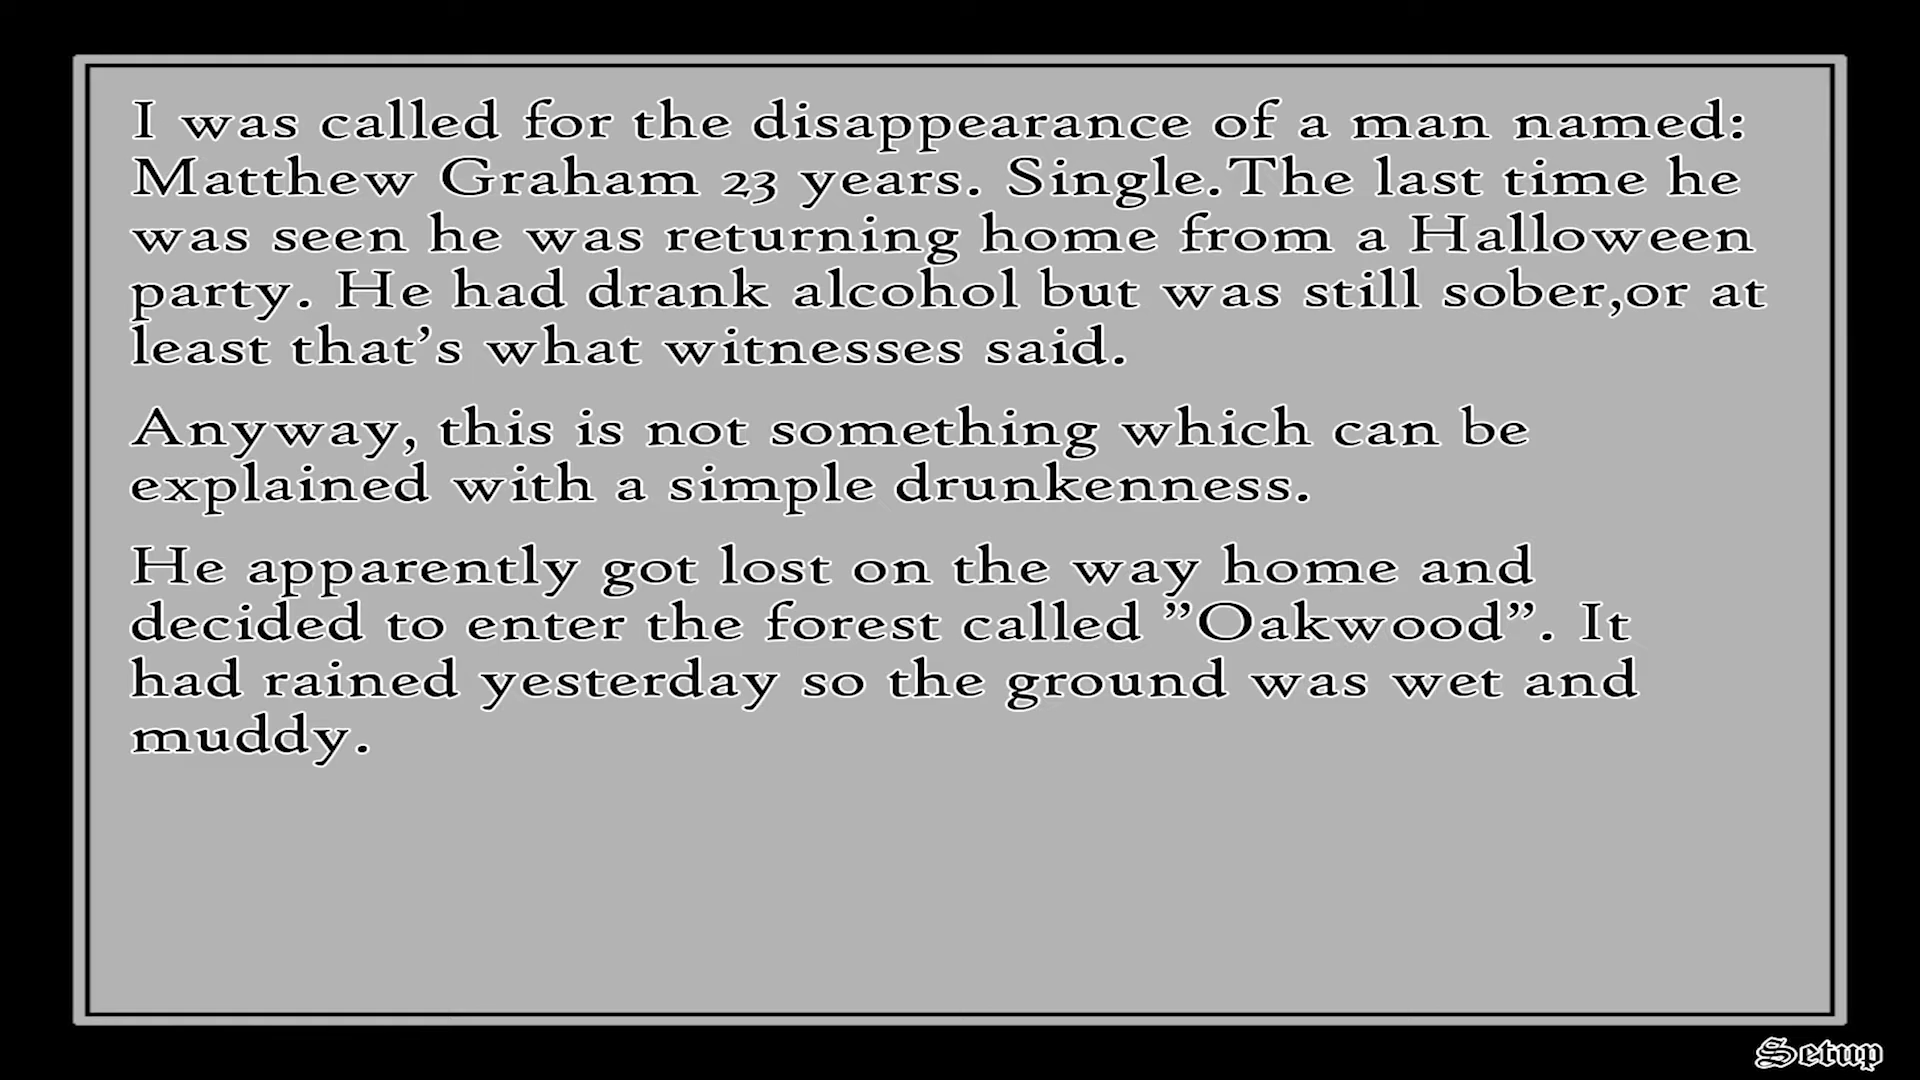 I was called for the disappearance of a man named:
Matthew Graham 23 years. Single.The last time he
was seen he was returning home from a Halloween
party. He had drank alcohol but was still sober,or at
least that's what witnesses said.
Anyway, this is not something which can be
explained with a simple drunkenness.
He apparently got lost on the way home and
decided to enter the forest called ”Oakwood”. It
had rained yesterday so the ground was wet and
muddy.
Setup